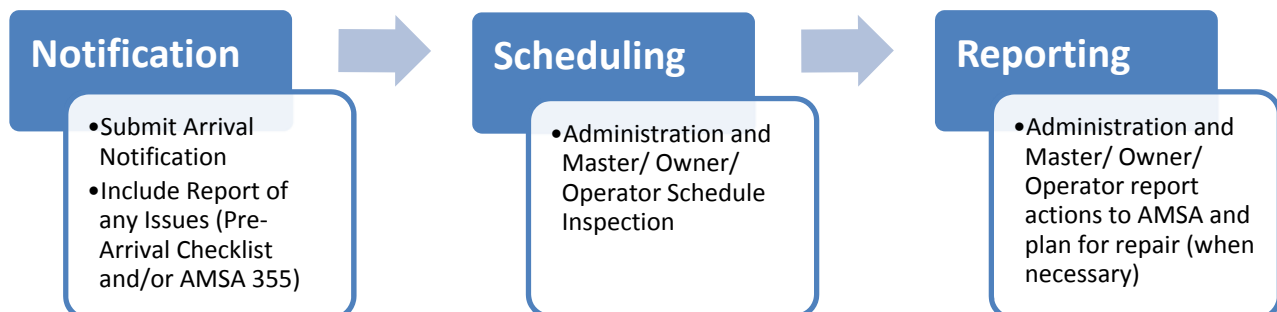 Notification
•Submit Arrival
Notification
•Include Report of
any Issues (Pre-
Arrival Checklist
and/or AMSA 355)
Scheduling
•Administration and
Master/ Owner/
Operator Schedule
Inspection
Reporting
•Administration and
Master/ Owner/
Operator report
actions to AMSA and
plan for repair (when
necessary)